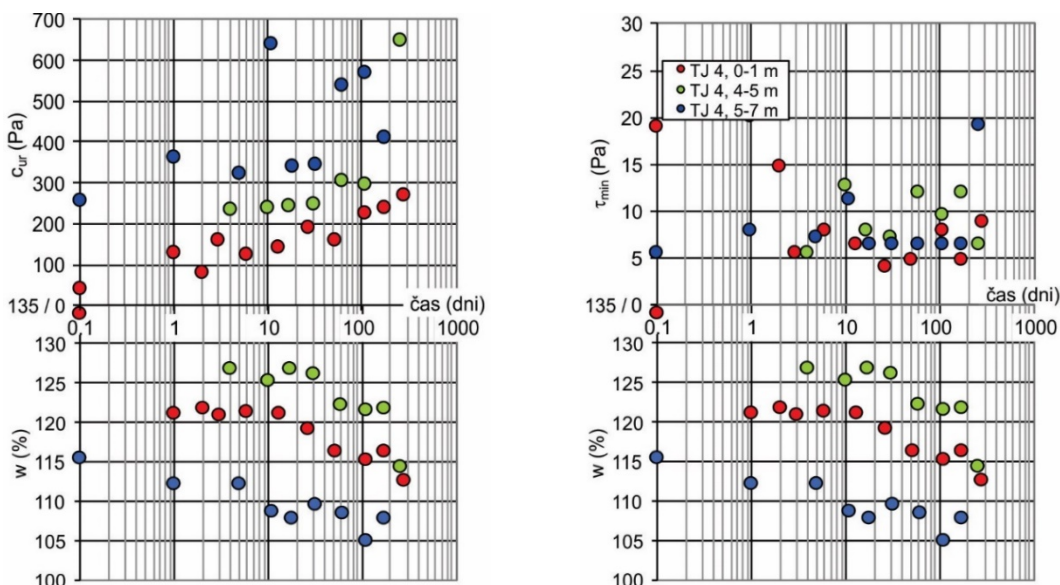 700
600
500
400
300
200
100
135 / 0
c_ur (Pa)
čas (dni)
0,1 1 10 100 1000
130
125
120
115
110
105
100
w (%)
30
25
20
15
10
5
135 / 0
τ_min (Pa)
TJ 4, 0-1 m
TJ 4, 4-5 m
TJ 4, 5-7 m
čas (dni)
0,1 1 10 100 1000
130
125
120
115
110
105
100
w (%)